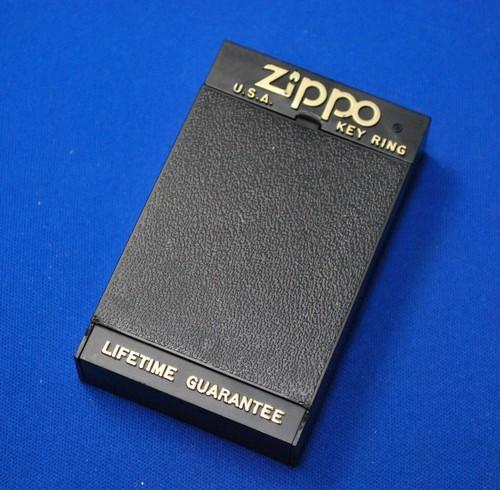 Zippo
U.S.A. KEY RING
LIFETIME GUARANTEE